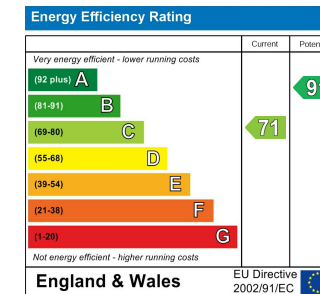 Energy Efficiency Rating
Current
Very energy efficient - lower running costs
(92 plus) A
(81-91) B
(69-80) C
71
(55-68) D
(39-54) E
(21-38) F
(1-20) G
Not energy efficient - higher running costs
England & Wales
EU Directive
2002/91/EC